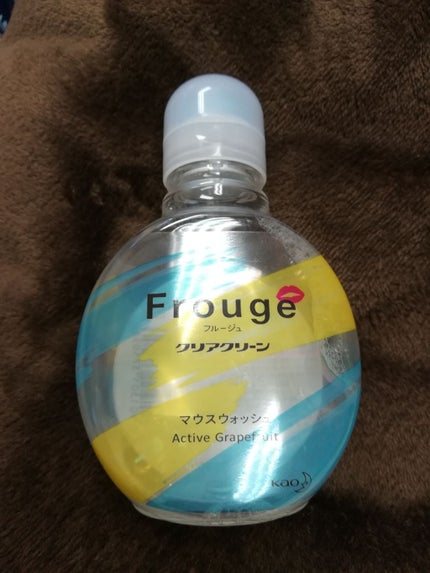 Frouge
フルージュ
クリアクリーン
マウスウォッシュ
Active Grapefruit
Kao